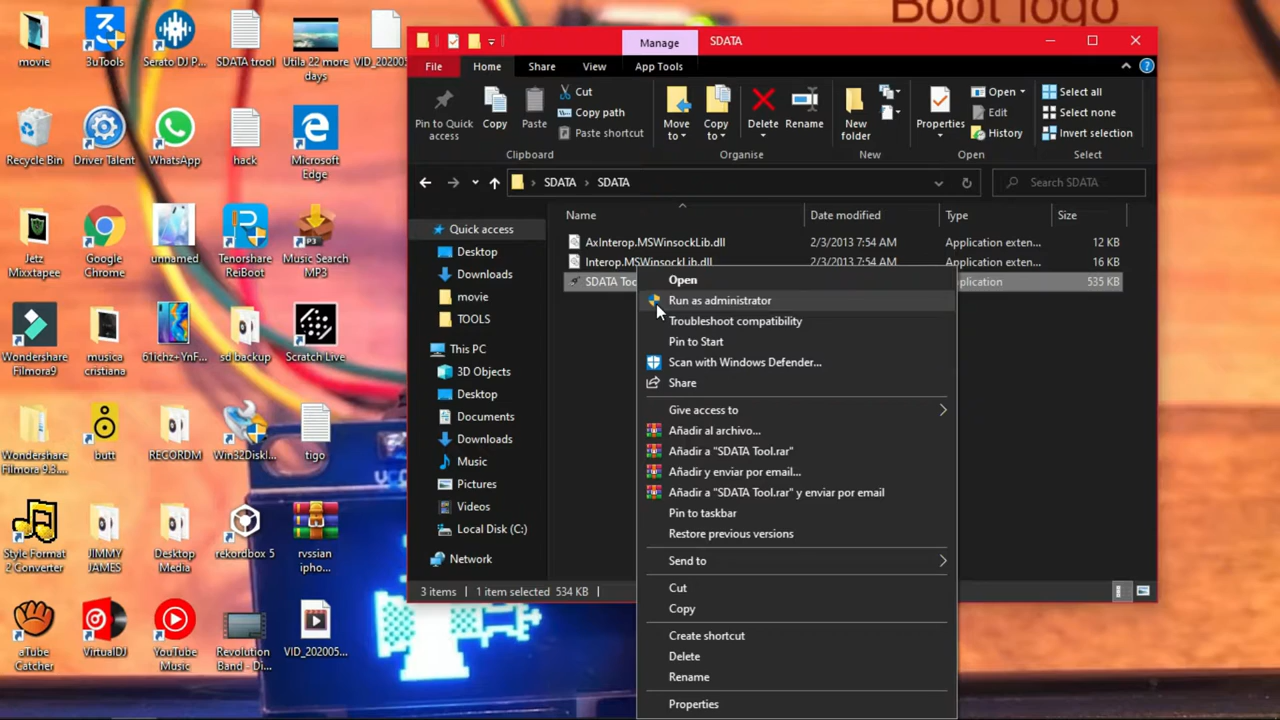 Boot logo
movie
3uTools
Serato DJ P...
SDATA trool
Utila 22 more days
VID_202005
Recycle Bin
Driver Talent
WhatsApp
hack
Microsoft Edge
Jetz Mixxtapee
Google Chrome
unnamed
Tenorshare ReiBoot
Music Search MP3
Wondershare Filmora9
musica cristiana
61ichz+YnF...
sd backup
Scratch Live
Wondershare Filmora 9.3....
butt
RECORDM
Win32DiskI...
tigo
Style Format 2 Converter
JIMMY JAMES
Desktop Media
rekordbox 5
rvssian ipho...
aTube Catcher
VirtualDJ
YouTube Music
Revolution Band - Di...
VID_202005...
Manage
SDATA
File
Home
Share
View
App Tools
Pin to Quick access
Copy
Paste
Cut
Copy path
Paste shortcut
Clipboard
Move to
Copy to
Delete
Rename
Organise
New folder
New
Properties
Open
Edit
History
Open
Select all
Select none
Invert selection
Select
SDATA
SDATA
Search SDATA
Quick access
Desktop
Downloads
movie
TOOLS
This PC
3D Objects
Desktop
Documents
Downloads
Music
Pictures
Videos
Local Disk (C:)
Network
Name
Date modified
Type
Size
AxInterop.MSWinsockLib.dll
2/3/2013 7:54 AM
Application exten...
12 KB
Interop.MSWinsockLib.dll
2/3/2013 7:54 AM
Application exten...
16 KB
SDATA Too
plication
535 KB
Open
Run as administrator
Troubleshoot compatibility
Pin to Start
Scan with Windows Defender...
Share
Give access to
Añadir al archivo...
Añadir a "SDATA Tool.rar"
Añadir y enviar por email...
Añadir a "SDATA Tool.rar" y enviar por email
Pin to taskbar
Restore previous versions
Send to
Cut
Copy
Create shortcut
Delete
Rename
Properties
3 items
1 item selected 534 KB